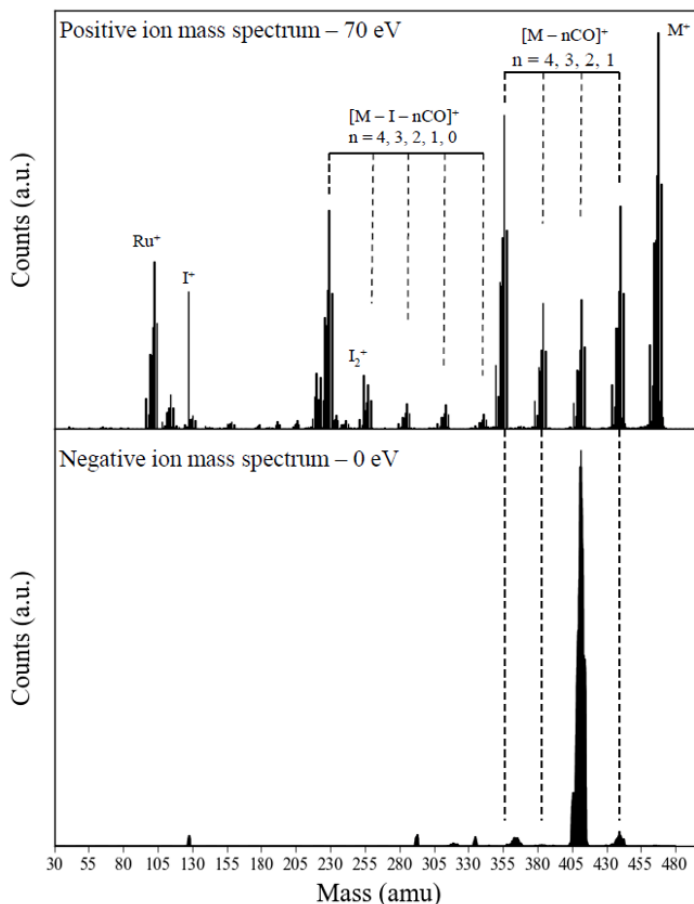 Positive ion mass spectrum – 70 eV
[M – nCO]⁺
n = 4, 3, 2, 1
M⁺
[M – I – nCO]⁺
n = 4, 3, 2, 1, 0
Ru⁺
I⁺
I₂⁺
Counts (a.u.)
Negative ion mass spectrum – 0 eV
Counts (a.u.)
30 55 80 105 130 155 180 205 230 255 280 305 330 355 380 405 430 455 480
Mass (amu)